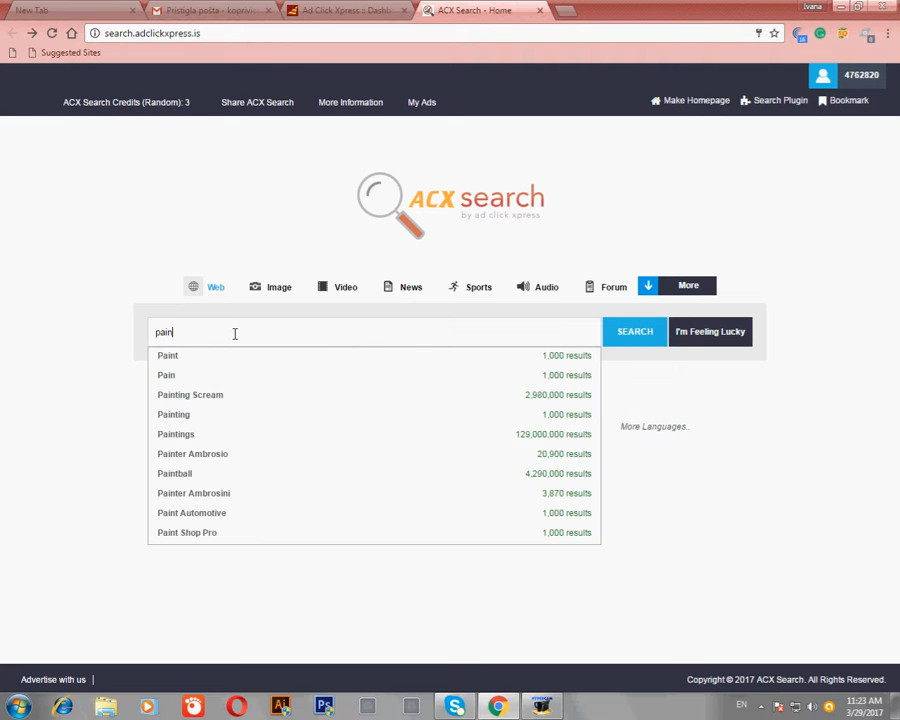 New Tab
Pristigla pošta - kopriviv
Ad Click Xpress :: Dashb
ACX Search - Home
Ivana
search.adclickxpress.is
Suggested Sites
4762820
ACX Search Credits (Random): 3
Share ACX Search
More Information
My Ads
Make Homepage
Search Plugin
Bookmark
ACX search
by ad click xpress
Web
Image
Video
News
Sports
Audio
Forum
More
pain
SEARCH
I'm Feeling Lucky
Paint 1,000 results
Pain 1,000 results
Painting Scream 2,980,000 results
Painting 1,000 results
Paintings 129,000,000 results
Painter Ambrosio 20,900 results
Paintball 4,290,000 results
Painter Ambrosini 3,870 results
Paint Automotive 1,000 results
Paint Shop Pro 1,000 results
More Languages..
Advertise with us |
Copyright © 2017 ACX Search. All Rights Reserved.
Ai
Ps
EN
11:23 AM
3/29/2017